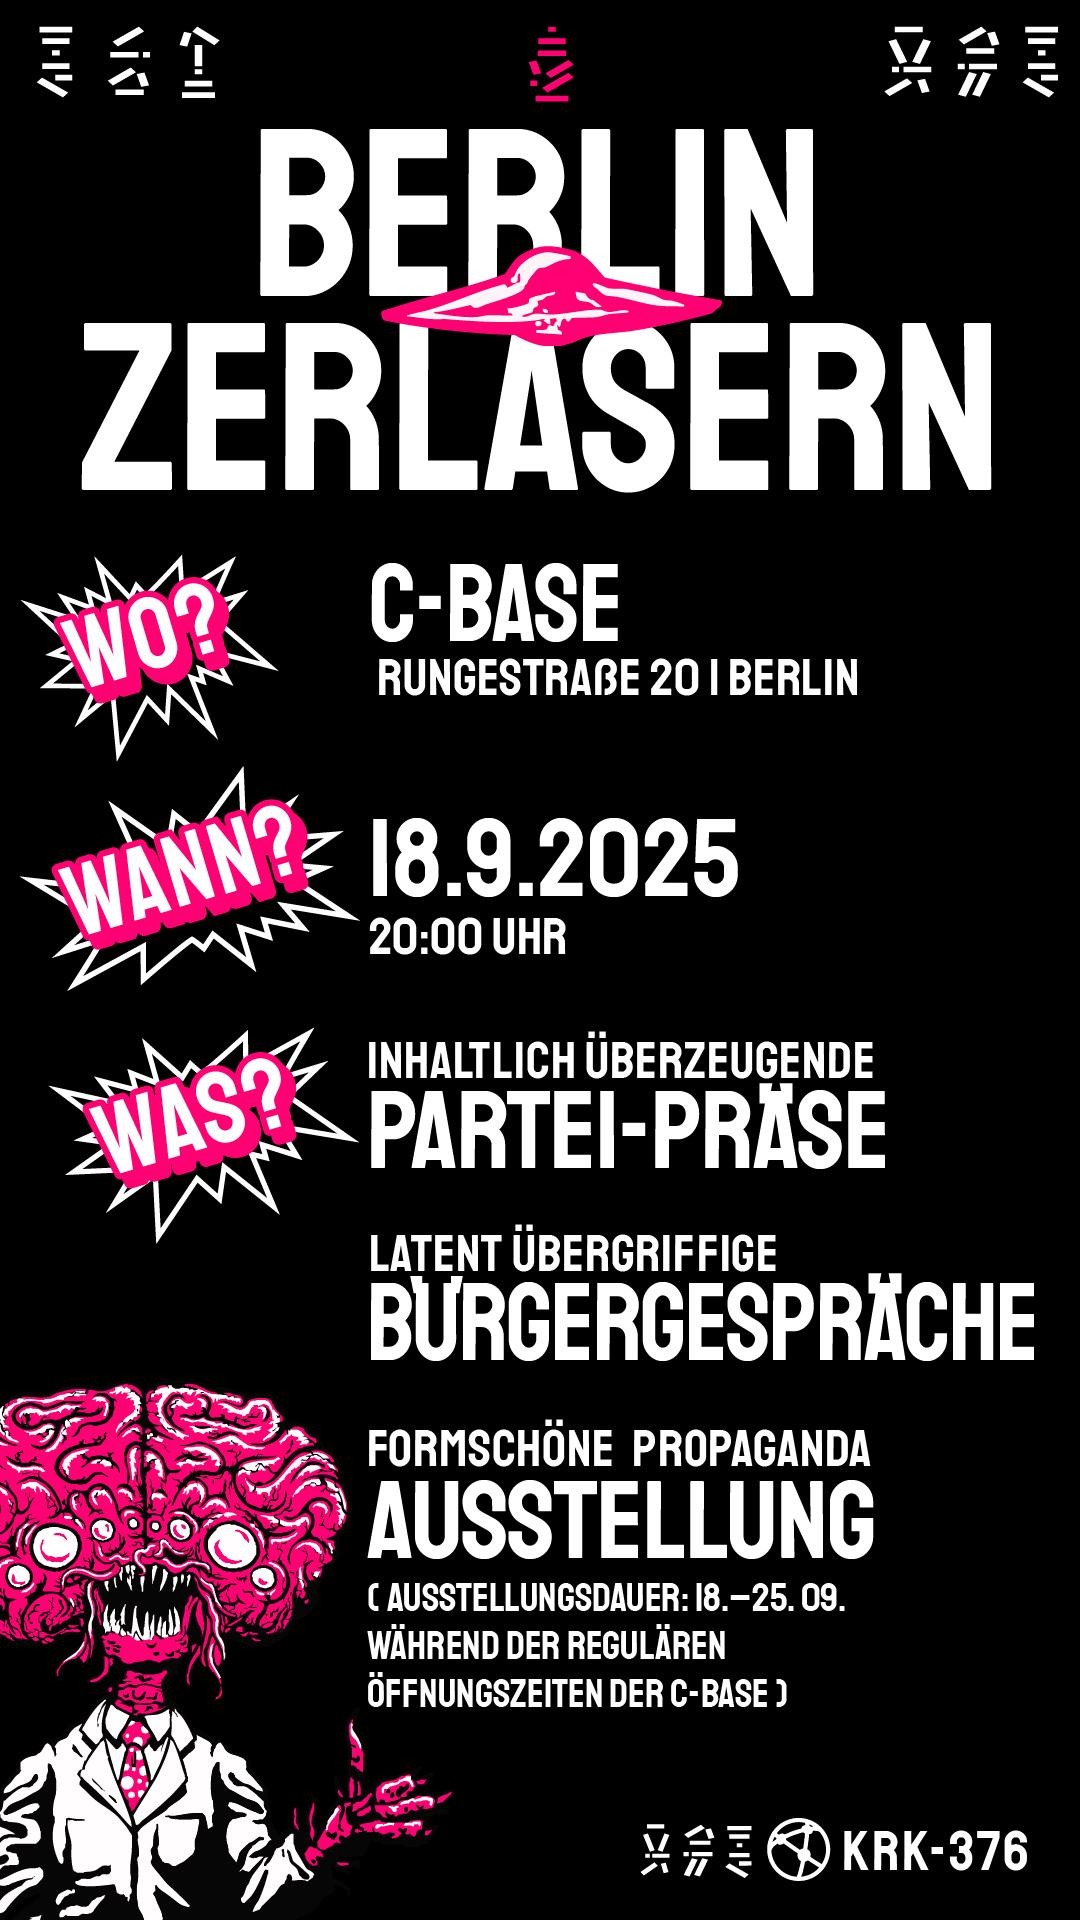 BERLIN
ZERLASERN
WO?
C-BASE
RUNGESTRAßE 20 | BERLIN
WANN?
18.9.2025
20:00 UHR
WAS?
INHALTLICH ÜBERZEUGENDE
PARTEI-PRÄSE
LATENT ÜBERGRIFFIGE
BÜRGERGESPRÄCHE
FORMSCHÖNE PROPAGANDA
AUSSTELLUNG
( AUSSTELLUNGSDAUER: 18.–25. 09.
WÄHREND DER REGULÄREN
ÖFFNUNGSZEITEN DER C-BASE )
KRK-376